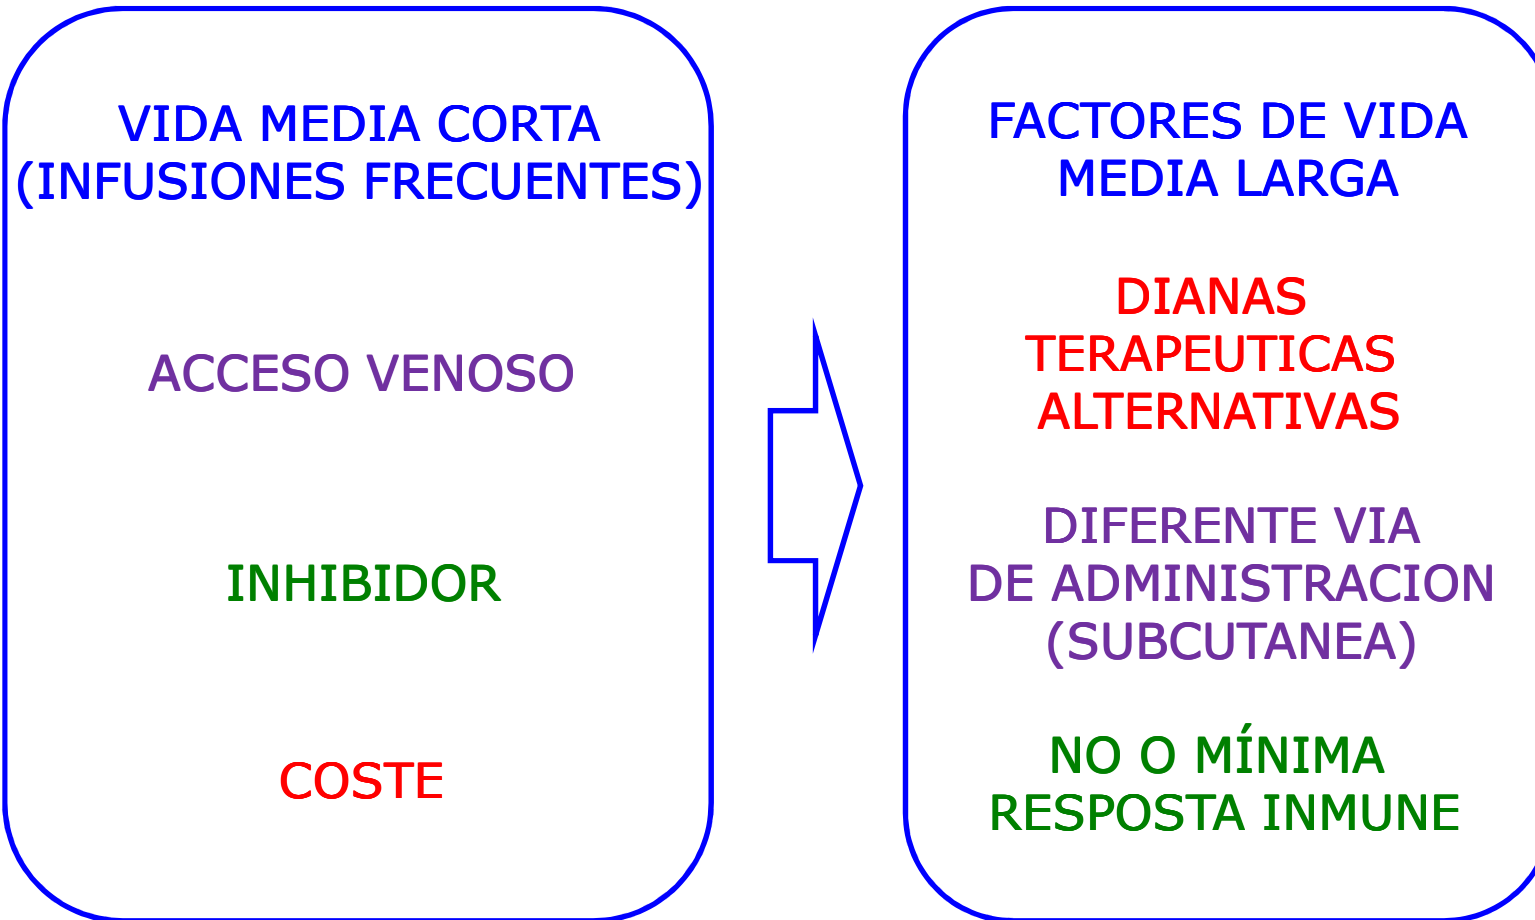 VIDA MEDIA CORTA
(INFUSIONES FRECUENTES)
ACCESO VENOSO
INHIBIDOR
COSTE
FACTORES DE VIDA
MEDIA LARGA
DIANAS
TERAPEUTICAS
ALTERNATIVAS
DIFERENTE VIA
DE ADMINISTRACION
(SUBCUTANEA)
NO O MÍNIMA
RESPOSTA INMUNE